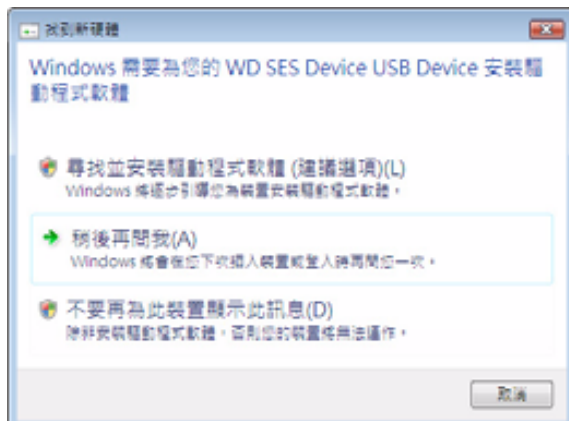 找到新硬體
Windows 需要為您的 WD SES Device USB Device 安裝驅
動程式軟體
尋找並安裝驅動程式軟體 (建議選項)(L)
Windows 將逐步引導您為裝置安裝驅動程式軟體。
稍後再問我(A)
Windows 將會在您下次插入裝置或登入時再問您一次。
不要再為此裝置顯示此訊息(D)
除非安裝驅動程式軟體，否則您的裝置將無法運作。
取消